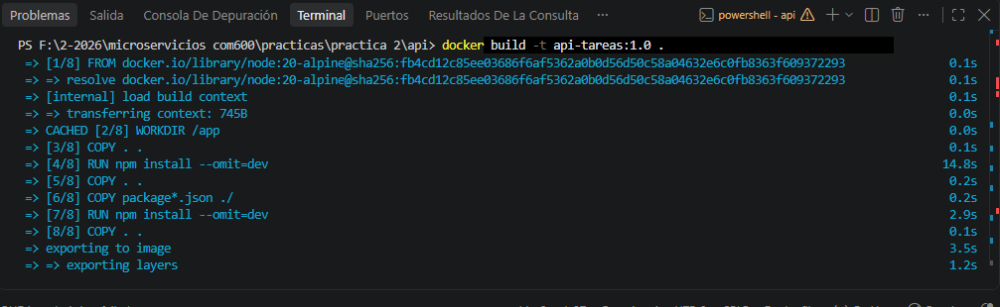 Problemas Salida Consola De Depuración Terminal Puertos Resultados De La Consulta ··· powershell - api
PS F:\2-2026\microservicios com600\practicas\practica 2\api> docker build -t api-tareas:1.0 .
=> [1/8] FROM docker.io/library/node:20-alpine@sha256:fb4cd12c85ee03686f6af5362a0b0d56d50c58a04632e6c0fb8363f609372293 0.1s
=> => resolve docker.io/library/node:20-alpine@sha256:fb4cd12c85ee03686f6af5362a0b0d56d50c58a04632e6c0fb8363f609372293 0.1s
=> [internal] load build context 0.1s
=> => transferring context: 745B 0.0s
=> CACHED [2/8] WORKDIR /app 0.0s
=> [3/8] COPY . . 0.1s
=> [4/8] RUN npm install --omit=dev 14.8s
=> [5/8] COPY . . 0.2s
=> [6/8] COPY package*.json ./ 0.2s
=> [7/8] RUN npm install --omit=dev 2.9s
=> [8/8] COPY . . 0.1s
=> exporting to image 3.5s
=> => exporting layers 1.2s